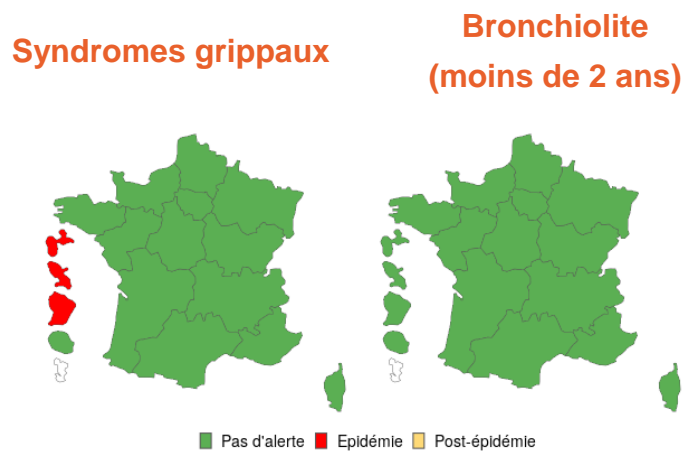 Syndromes grippaux
Bronchiolite
(moins de 2 ans)
Pas d'alerte Epidémie Post-épidémie